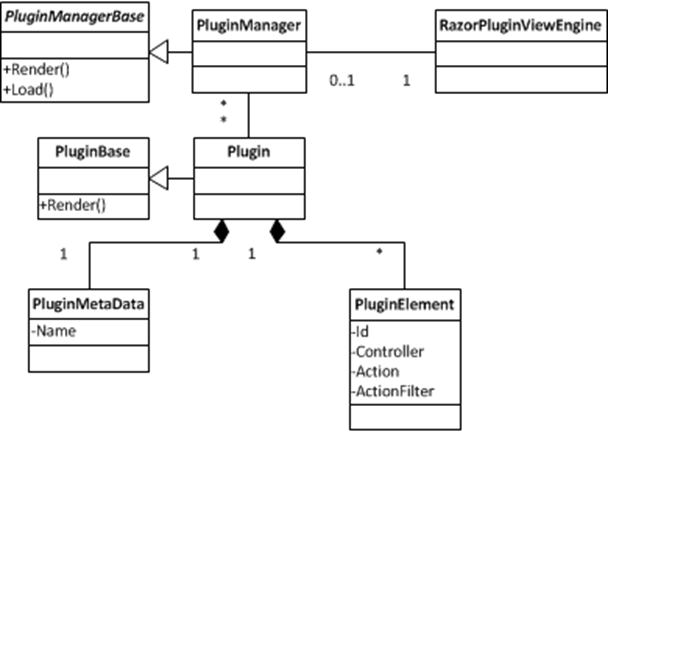 PluginManagerBase
+Render()
+Load()
PluginManager
RazorPluginViewEngine
0..1
1
*
*
PluginBase
+Render()
Plugin
1
1
1
*
PluginMetaData
-Name
PluginElement
-Id
-Controller
-Action
-ActionFilter